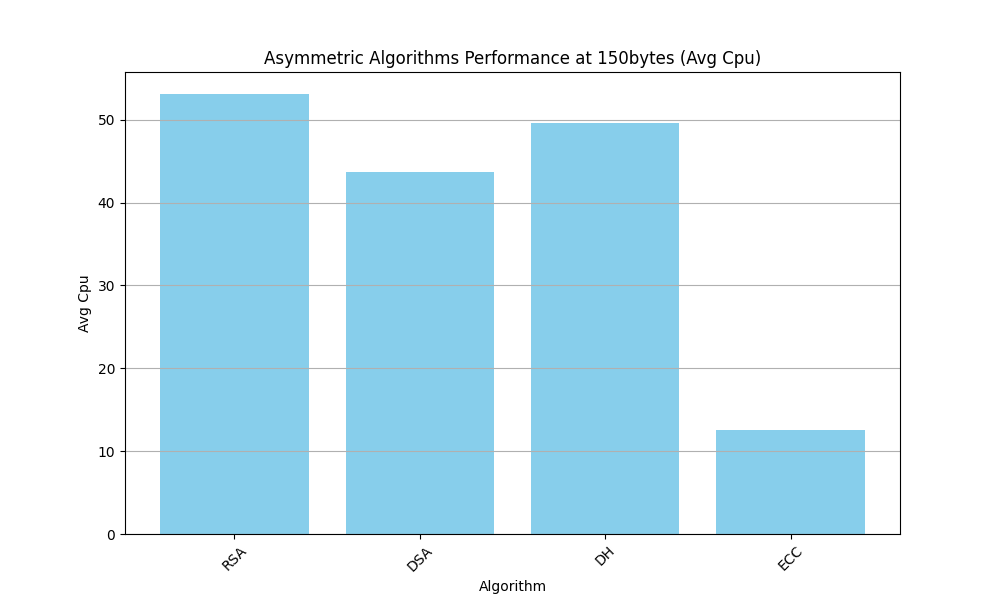 Asymmetric Algorithms Performance at 150bytes (Avg Cpu)
50
40
30
20
10
0
Avg Cpu
RSA
DSA
DH
ECC
Algorithm